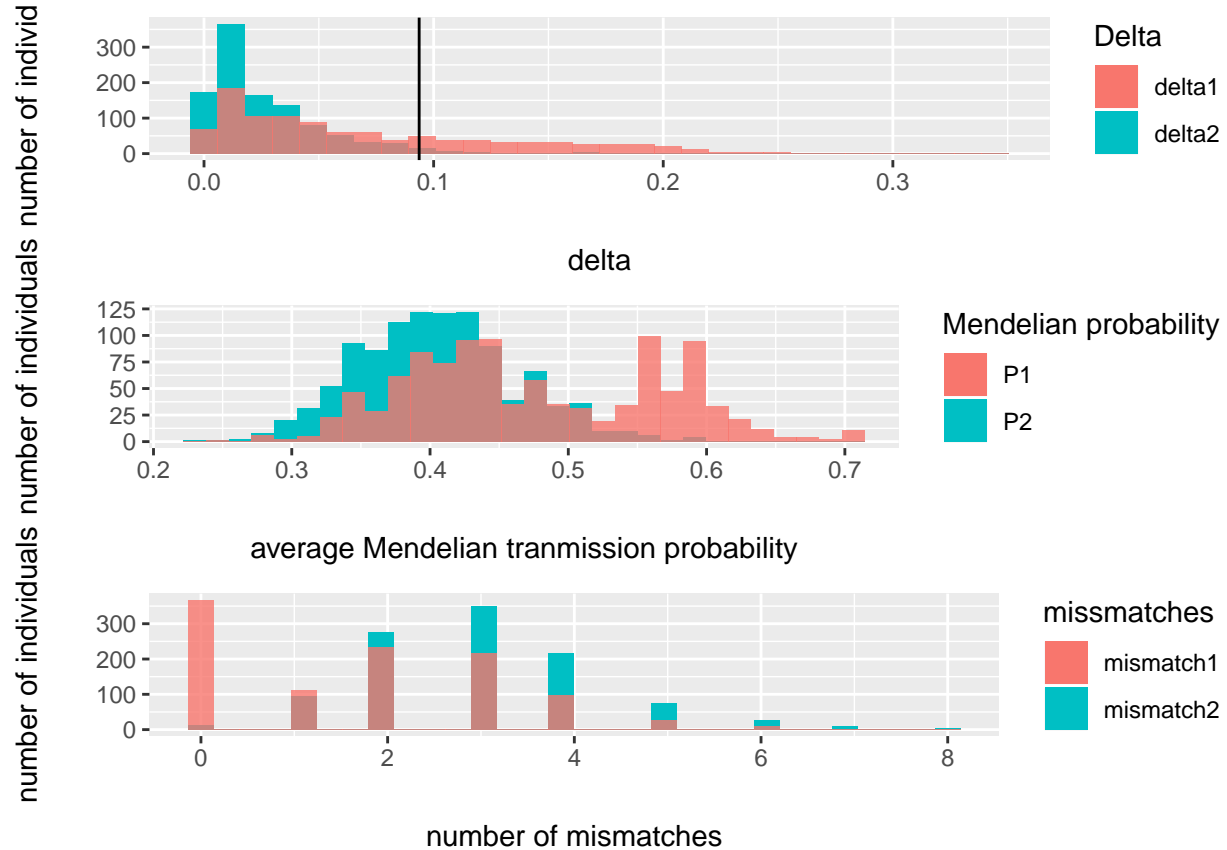 number of individ
300
200
100
0
0.0 0.1 0.2 0.3
delta
Delta
delta1
delta2
number of individuals
125
100
75
50
25
0
0.2 0.3 0.4 0.5 0.6 0.7
average Mendelian tranmission probability
Mendelian probability
P1
P2
number of individuals
300
200
100
0
0 2 4 6 8
number of mismatches
missmatches
mismatch1
mismatch2